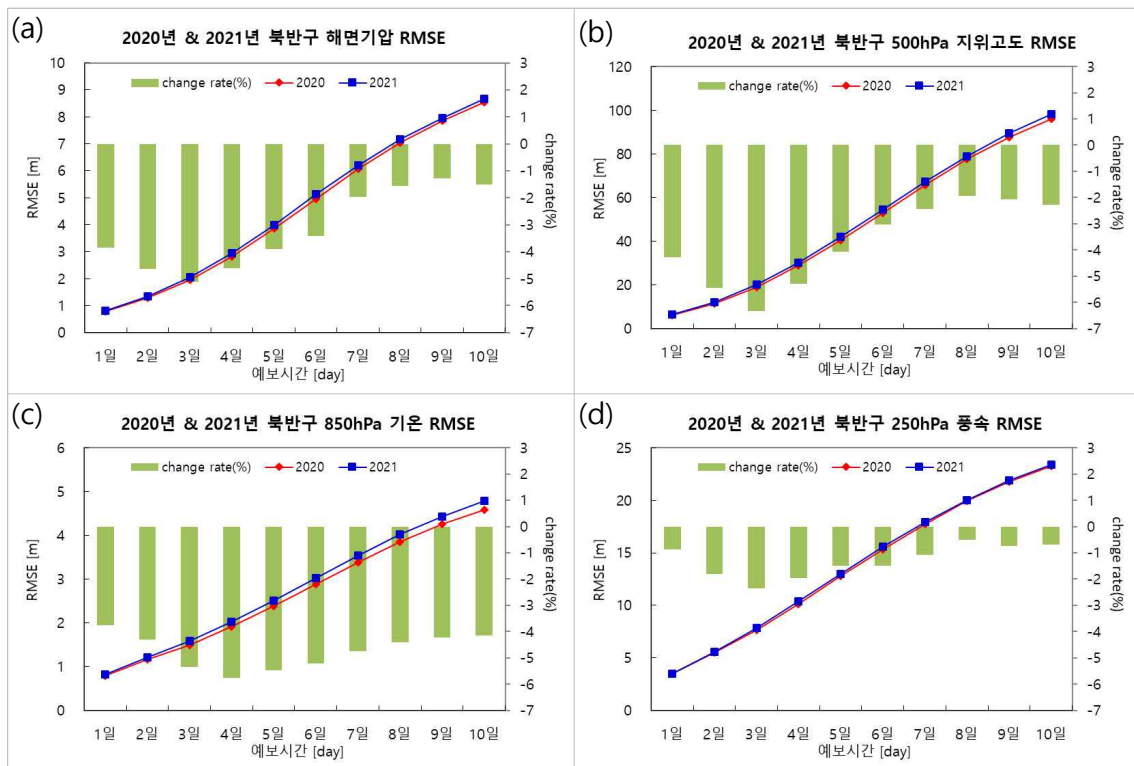 (a)
2020년 & 2021년 북반구 해면기압 RMSE
change rate(%) 2020 2021
RMSE [m]
10
9
8
7
6
5
4
3
2
1
0
3
2
1
0
-1
-2
-3
-4
-5
-6
-7
change rate(%)
1일 2일 3일 4일 5일 6일 7일 8일 9일 10일
예보시간 [day]
(b)
2020년 & 2021년 북반구 500hPa 지위고도 RMSE
change rate(%) 2020 2021
RMSE [m]
120
100
80
60
40
20
0
3
2
1
0
-1
-2
-3
-4
-5
-6
-7
change rate(%)
1일 2일 3일 4일 5일 6일 7일 8일 9일 10일
예보시간 [day]
(c)
2020년 & 2021년 북반구 850hPa 기온 RMSE
change rate(%) 2020 2021
RMSE [m]
6
5
4
3
2
1
0
3
2
1
0
-1
-2
-3
-4
-5
-6
-7
change rate(%)
1일 2일 3일 4일 5일 6일 7일 8일 9일 10일
예보시간 [day]
(d)
2020년 & 2021년 북반구 250hPa 풍속 RMSE
change rate(%) 2020 2021
RMSE [m]
25
20
15
10
5
0
3
2
1
0
-1
-2
-3
-4
-5
-6
-7
change rate(%)
1일 2일 3일 4일 5일 6일 7일 8일 9일 10일
예보시간 [day]